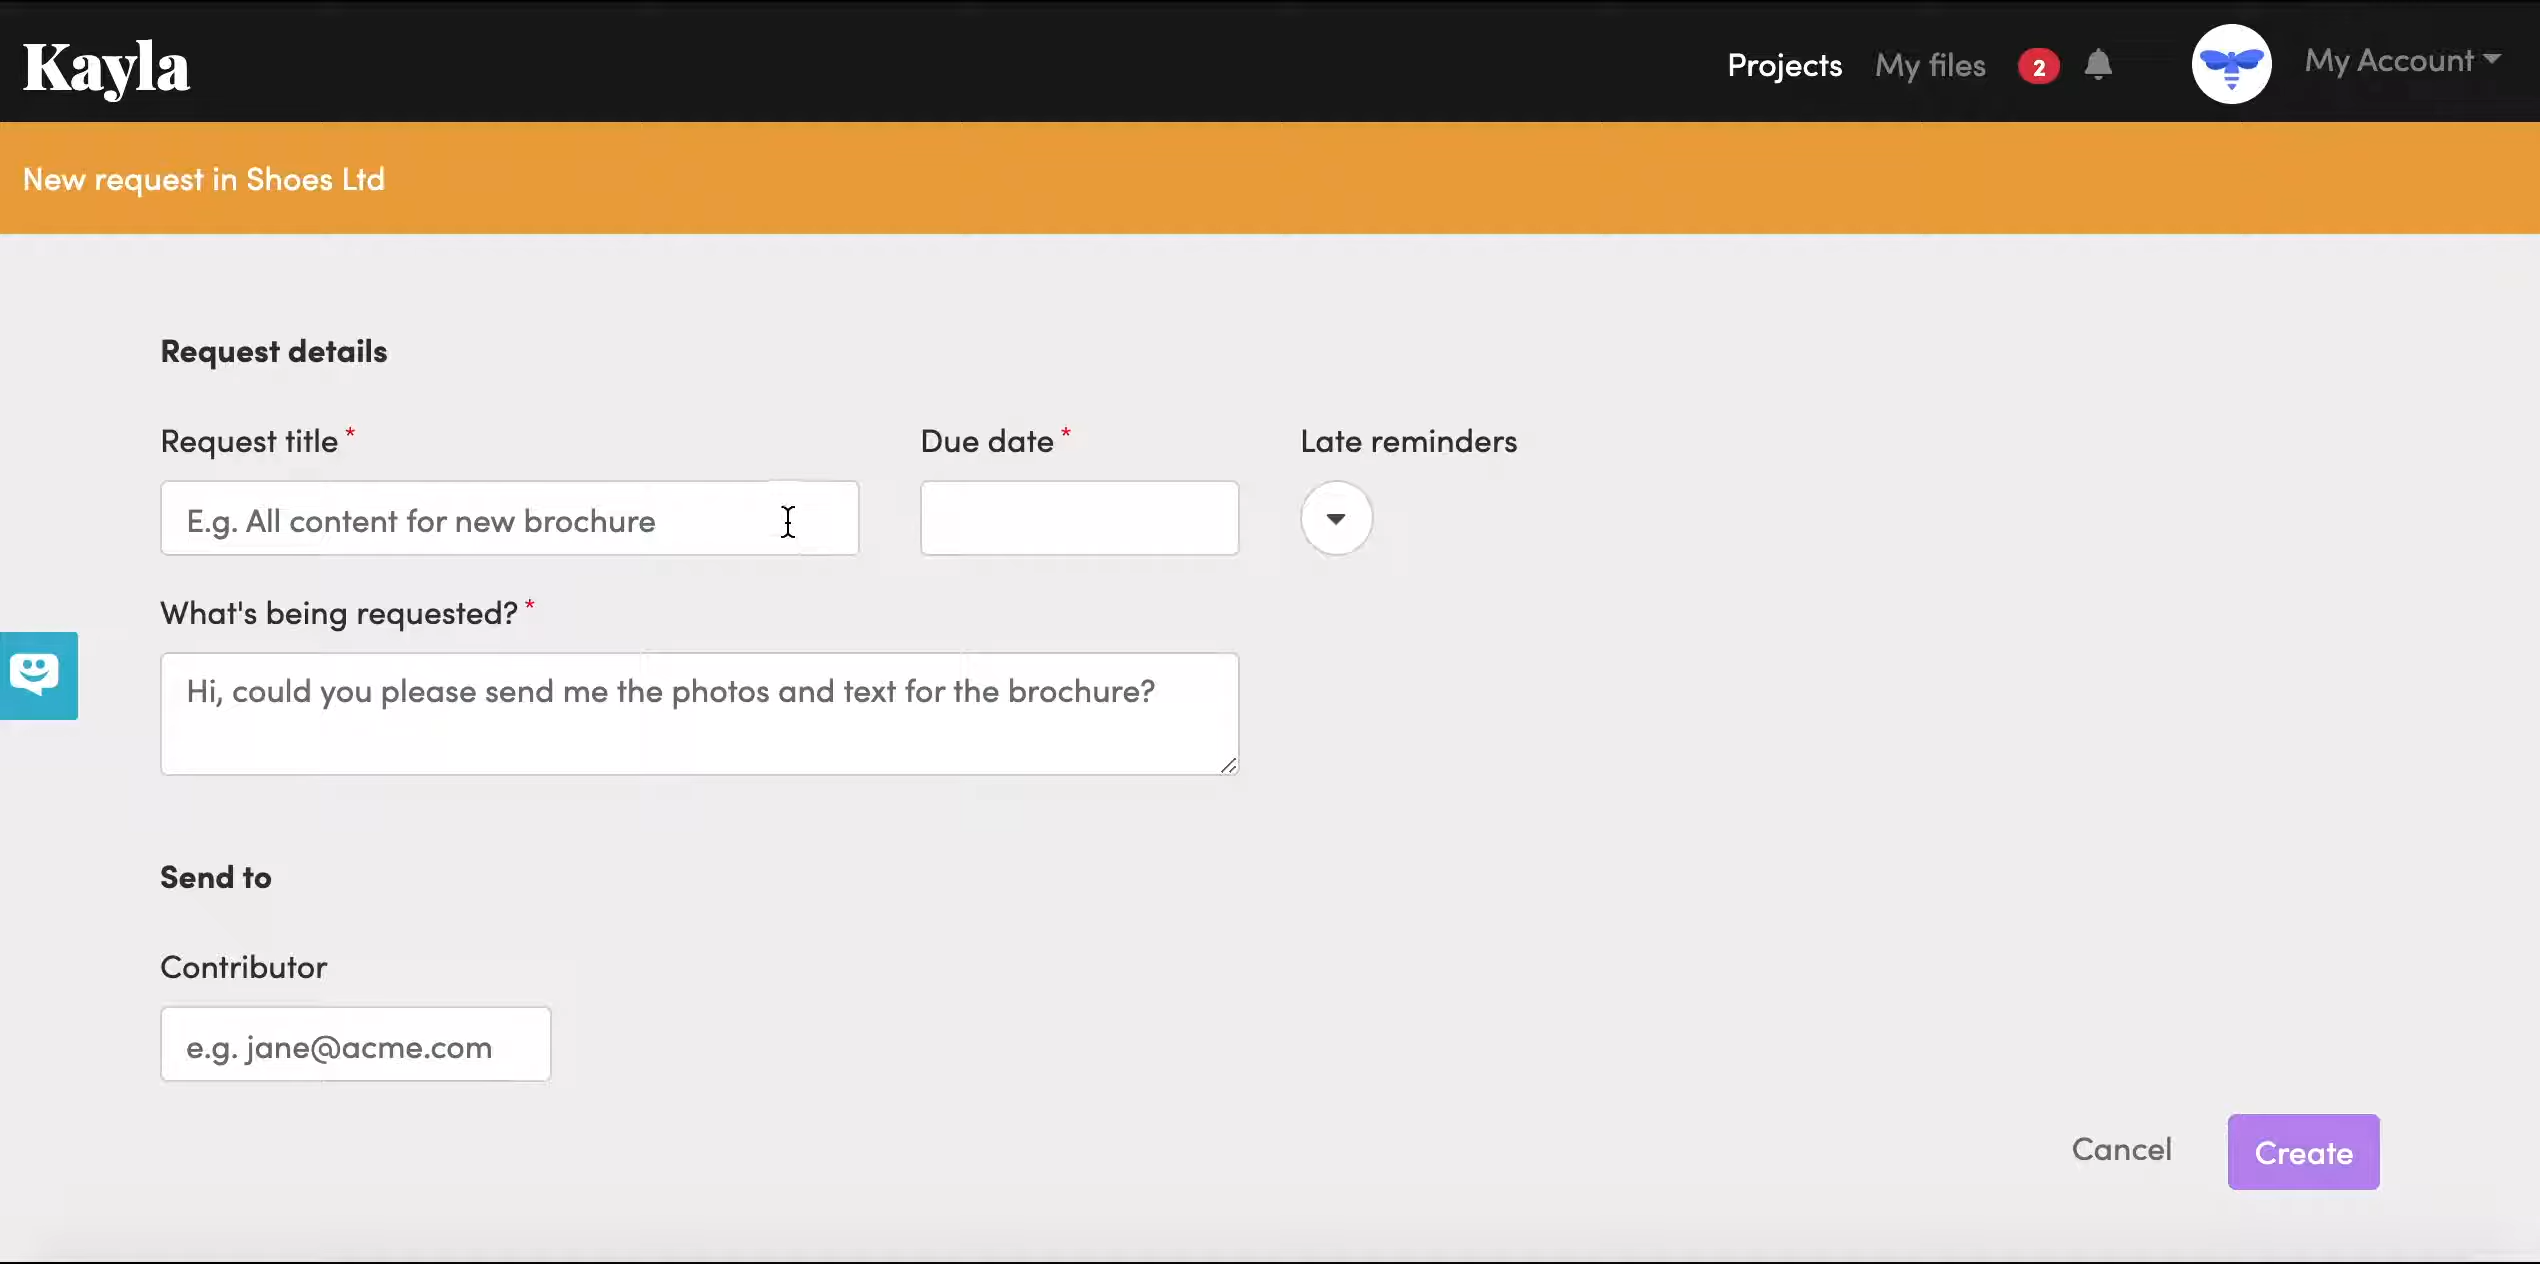 Kayla
Projects
My files
2
My Account
New request in Shoes Ltd
Request details
Request title *
Due date *
Late reminders
E.g. All content for new brochure
What's being requested? *
Hi, could you please send me the photos and text for the brochure?
Send to
Contributor
e.g. jane@acme.com
Cancel
Create